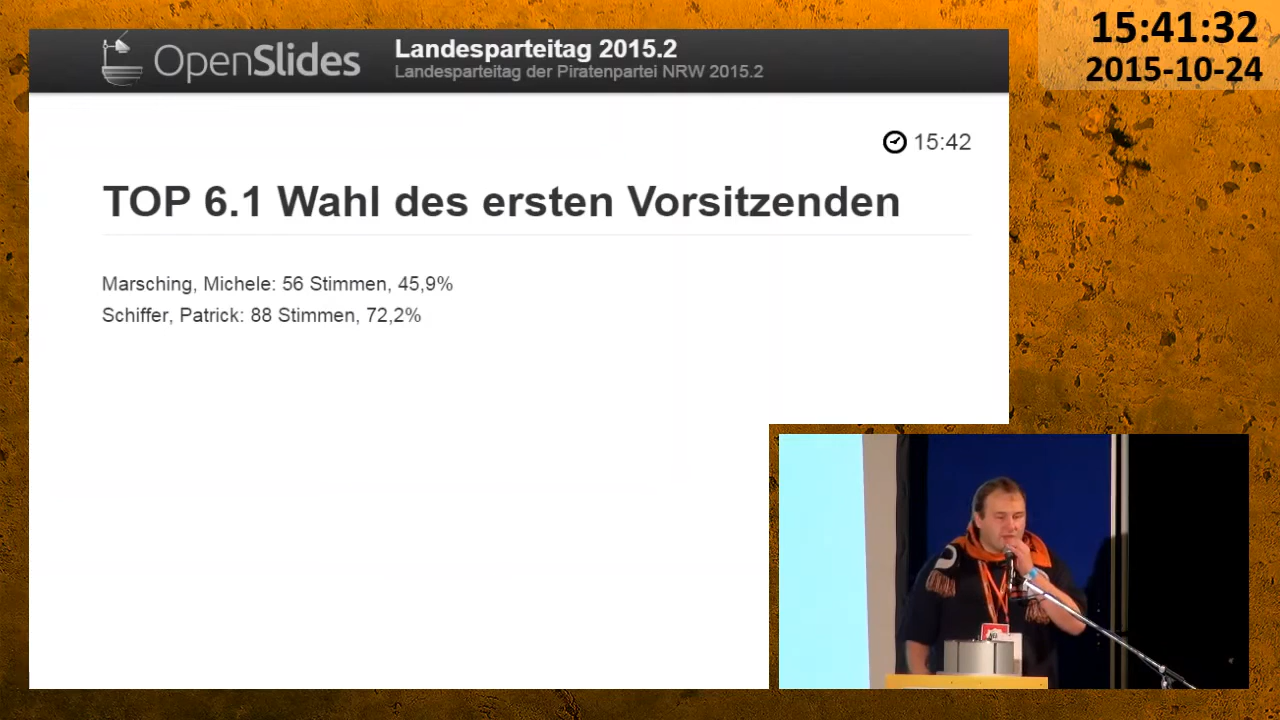 OpenSlides
Landesparteitag 2015.2
Landesparteitag der Piratenpartei NRW 2015.2
15:41:32
2015-10-24
15:42
TOP 6.1 Wahl des ersten Vorsitzenden
Marsching, Michele: 56 Stimmen, 45,9%
Schiffer, Patrick: 88 Stimmen, 72,2%